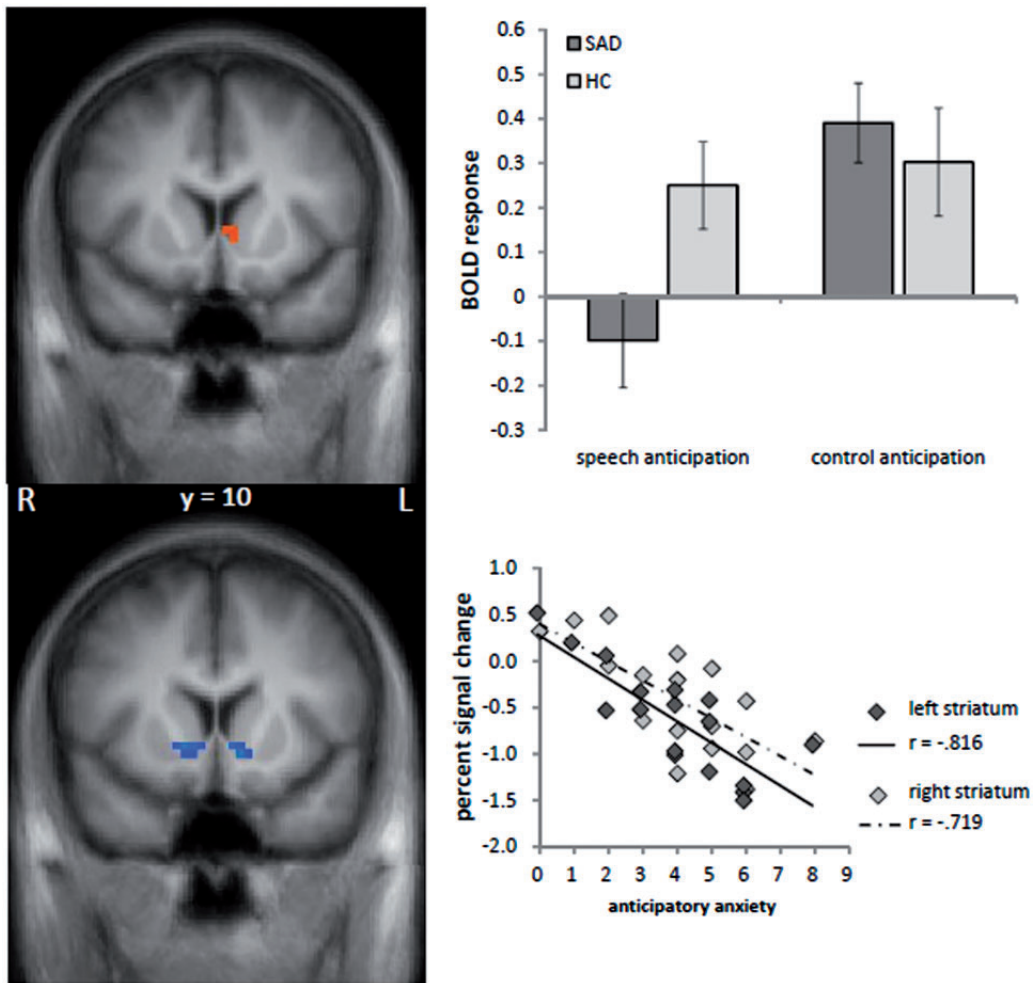 0.6
0.5
0.4
0.3
0.2
0.1
0
-0.1
-0.2
-0.3
BOLD response
SAD
HC
speech anticipation control anticipation
R y = 10 L
1.0
0.5
0.0
-0.5
-1.0
-1.5
-2.0
percent signal change
0 1 2 3 4 5 6 7 8 9
anticipatory anxiety
left striatum
r = -.816
right striatum
r = -.719